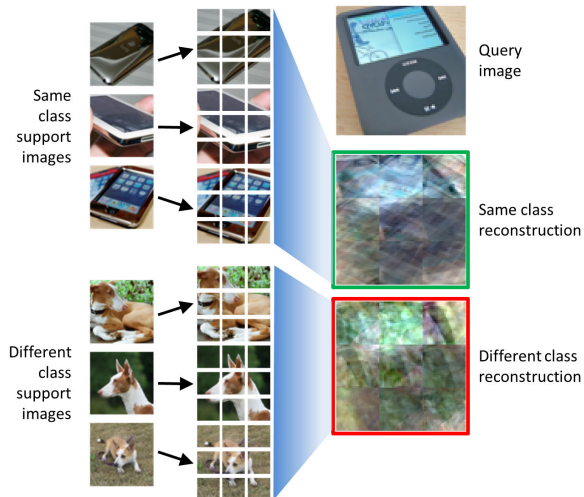 Query
image
Same
class
support
images
Same class
reconstruction
Different
class
support
images
Different class
reconstruction